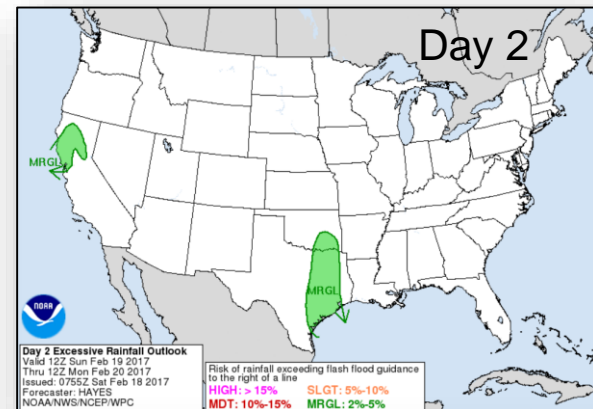 Day 2
MRGL
MRGL
NOAA
Day 2 Excessive Rainfall Outlook
Valid 12Z Sun Feb 19 2017
Thru 12Z Mon Feb 20 2017
Issued: 0755Z Sat Feb 18 2017
Forecaster: HAYES
NOAA/NWS/NCEP/WPC
Risk of rainfall exceeding flash flood guidance
to the right of a line
HIGH: > 15% SLGT: 5%-10%
MDT: 10%-15% MRGL: 2%-5%